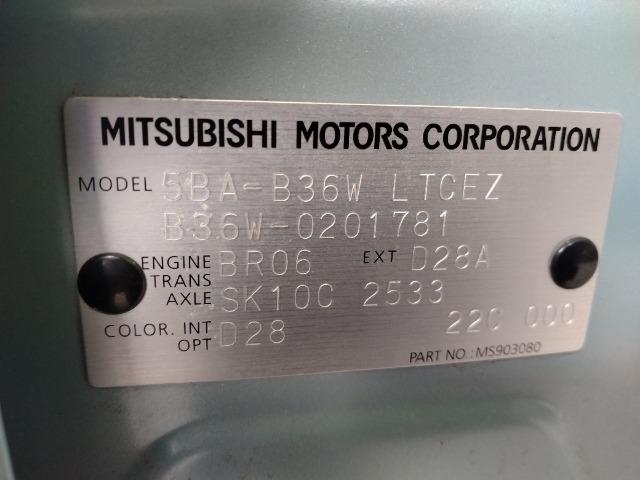 MITSUBISHI MOTORS CORPORATION
MODEL 5BA-B36W LTCEZ
B36W-0201781
ENGINE BR06 EXT D28A
TRANS
AXLE SK10C 2533
COLOR. INT D28 22C 000
OPT
PART NO.: MS903080